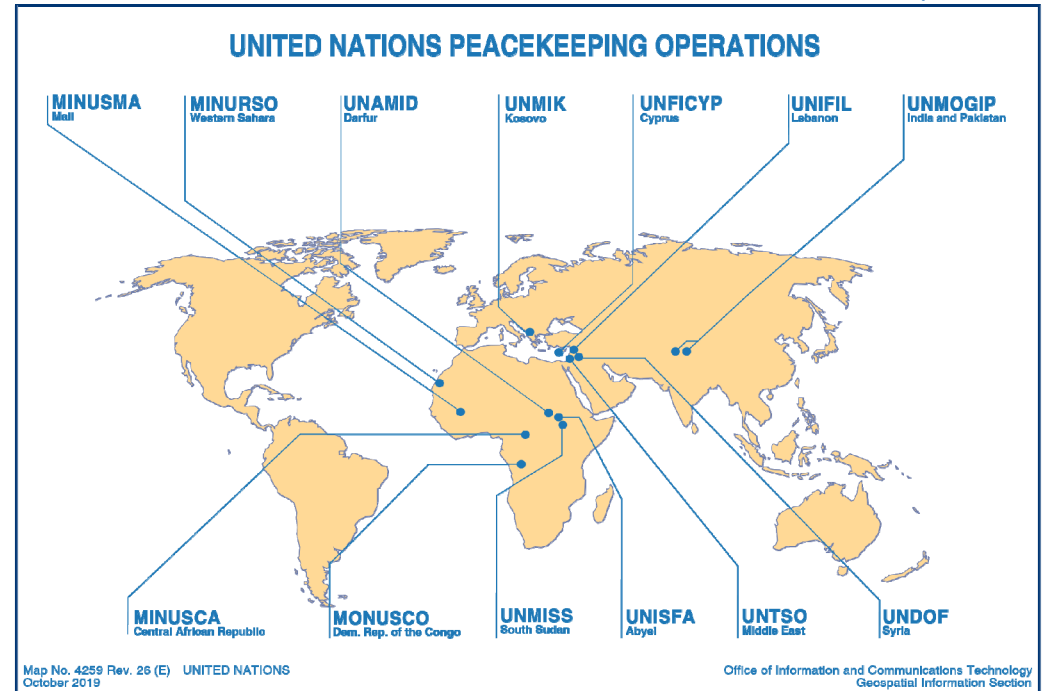 UNITED NATIONS PEACEKEEPING OPERATIONS
MINUSMA
Mali
MINURSO
Western Sahara
UNAMID
Darfur
UNMIK
Kosovo
UNFICYP
Cyprus
UNIFIL
Lebanon
UNMOGIP
India and Pakistan
MINUSCA
Central African Republic
MONUSCO
Dem. Rep. of the Congo
UNMISS
South Sudan
UNISFA
Abyei
UNTSO
Middle East
UNDOF
Syria
Map No. 4259 Rev. 26 (E) UNITED NATIONS
October 2019
Office of Information and Communications Technology
Geospatial Information Section